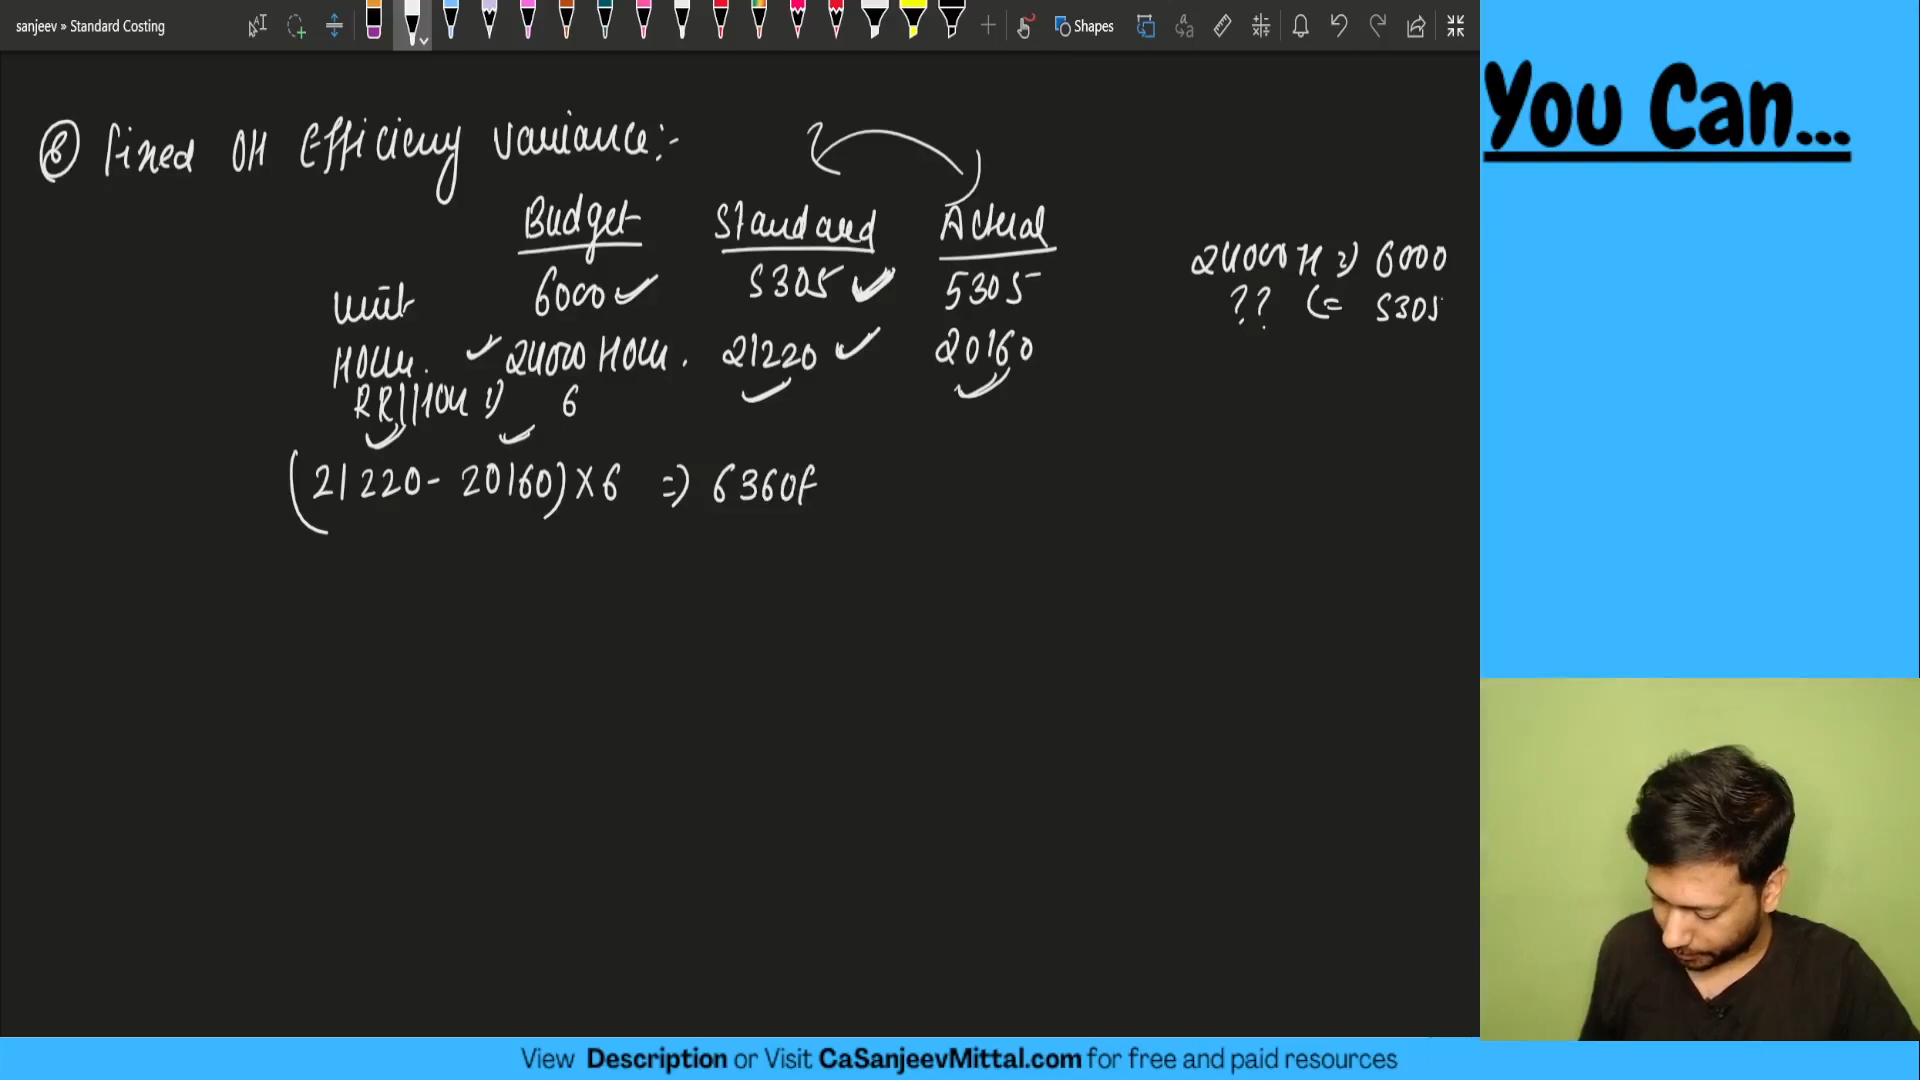 sanjeev » Standard Costing
Shapes
You Can...
⑧ fixed OH Efficiency Variance:-
Budget Standard Actual
Unit 6000 ✓ 5305 ✓ 5305
Hour. ✓ 24000 Hour. 21220 ✓ 20160
RR/Hour => 6
(21220 - 20160) × 6 => 6360f
24000 H => 6000
?? <= 5305
View Description or Visit CaSanjeevMittal.com for free and paid resources